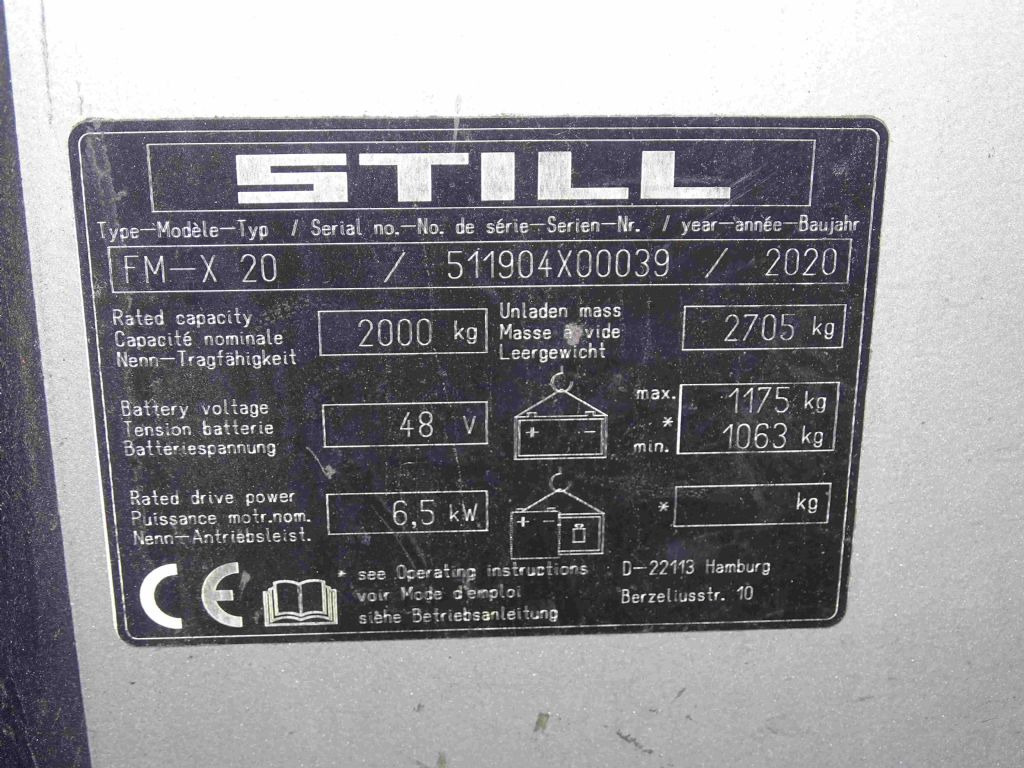 STILL
Type-Modèle-Typ / Serial no.-No. de série-Serien-Nr. / year-année-Baujahr
FM-X 20 / 511904X00039 / 2020
Rated capacity
Capacité nominale
Nenn-Tragfähigkeit
2000 kg
Unladen mass
Masse à vide
Leergewicht
2705 kg
Battery voltage
Tension batterie
Batteriespannung
48 V
+ -
max.
*
min.
1175 kg
1063 kg
Rated drive power
Puissance motr.nom.
Nenn-Antriebsleist.
6,5 kW
+ -
* kg
CE
* see Operating instructions
voir Mode d'emploi
siehe Betriebsanleitung
D-22113 Hamburg
Berzeliusstr. 10